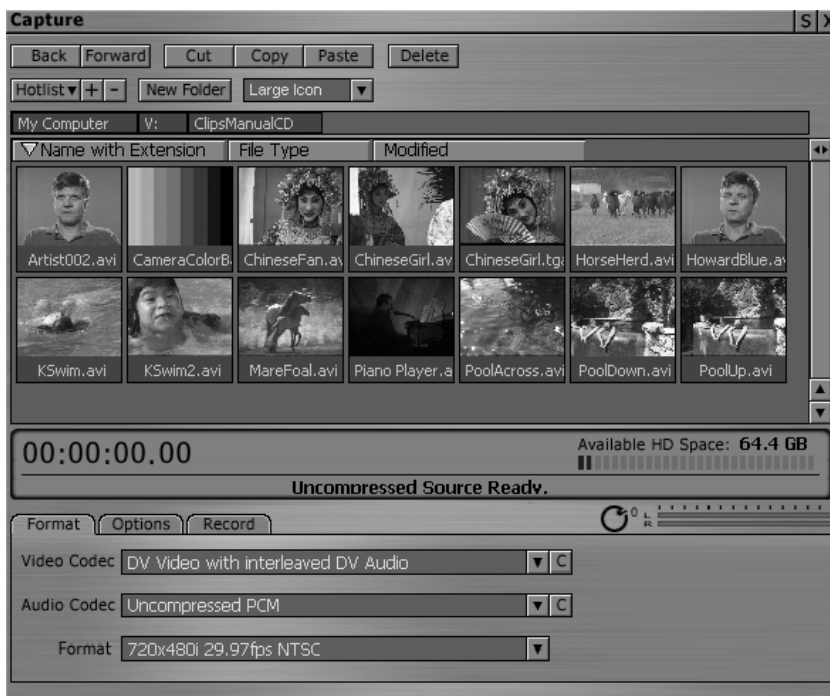 Capture S X
Back Forward Cut Copy Paste Delete
Hotlist + - New Folder Large Icon
My Computer V: ClipsManualCD
Name with Extension File Type Modified
Artist002.avi CameraColorB ChineseFan.av ChineseGirl.av ChineseGirl.tga HorseHerd.avi HowardBlue.av
KSwim.avi KSwim2.avi MareFoal.avi Piano Player.a PoolAcross.avi PoolDown.avi PoolUp.avi
00:00:00.00
Available HD Space: 64.4 GB
Uncompressed Source Ready.
Format Options Record
0 L
R
Video Codec DV Video with interleaved DV Audio C
Audio Codec Uncompressed PCM C
Format 720x480i 29.97fps NTSC